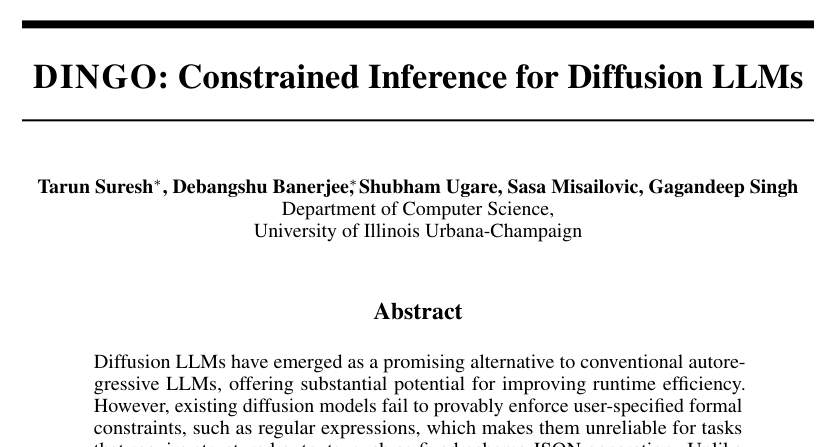 DINGO: Constrained Inference for Diffusion LLMs
Tarun Suresh*, Debangshu Banerjee,* Shubham Ugare, Sasa Misailovic, Gagandeep Singh
Department of Computer Science,
University of Illinois Urbana-Champaign
Abstract
Diffusion LLMs have emerged as a promising alternative to conventional autore-
gressive LLMs, offering substantial potential for improving runtime efficiency.
However, existing diffusion models fail to provably enforce user-specified formal
constraints, such as regular expressions, which makes them unreliable for tasks